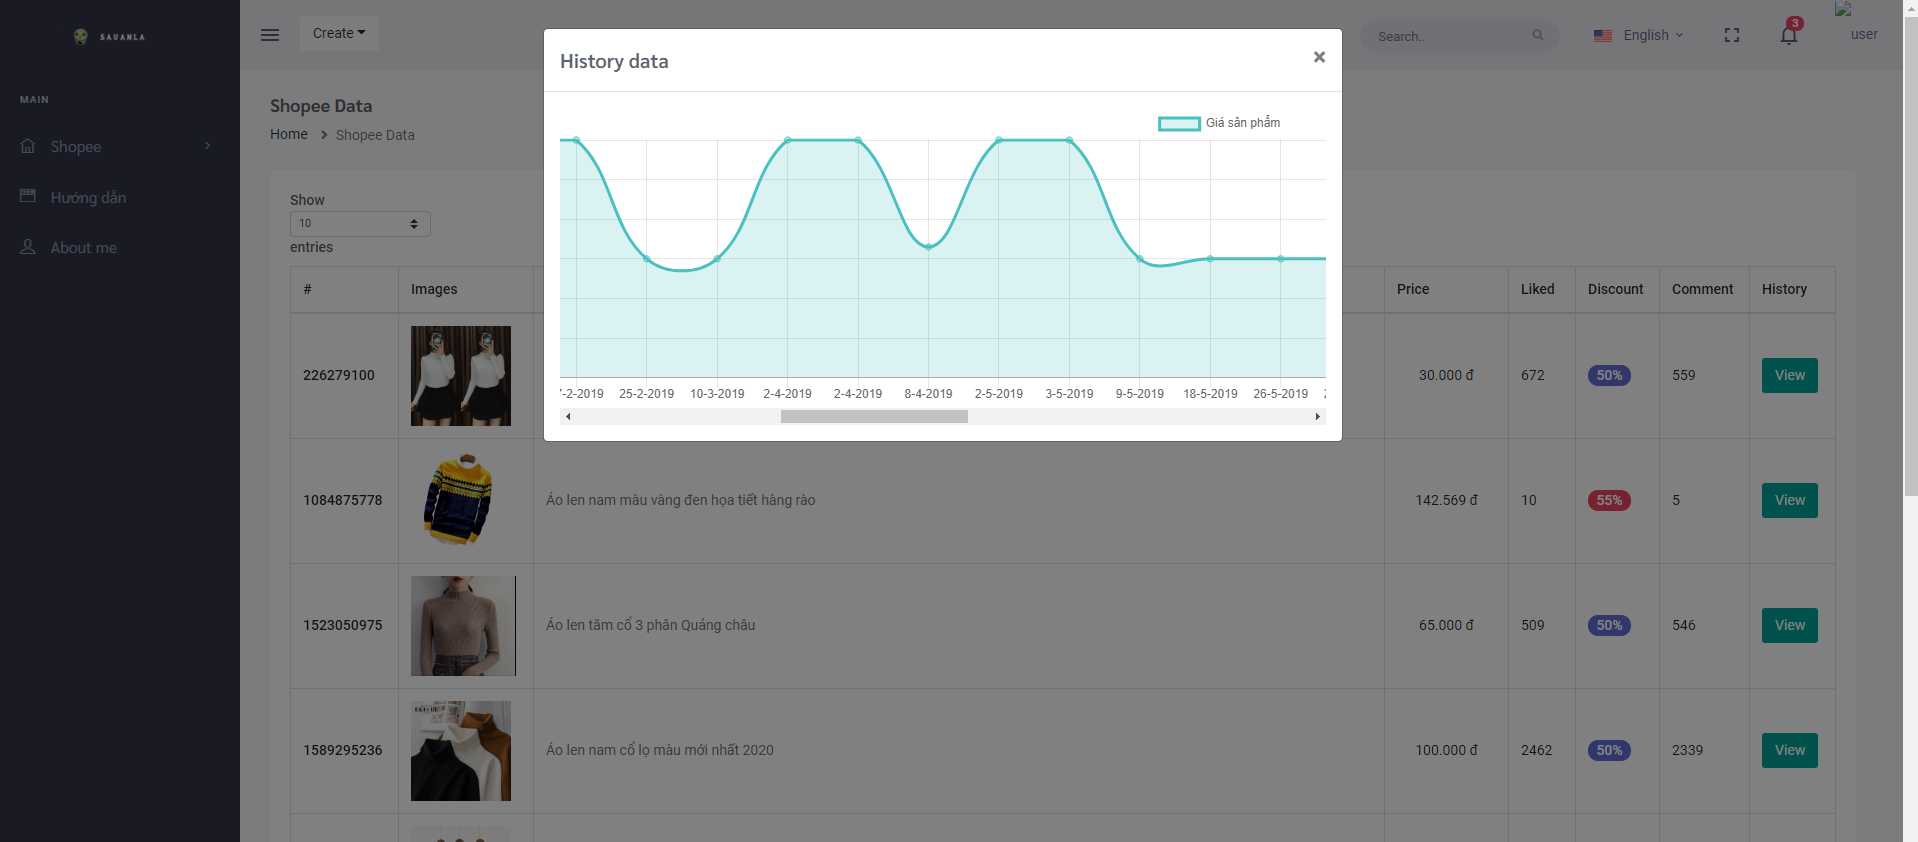 SAUANLA
Create
Search..
English
3
user
MAIN
Shopee
Hướng dẫn
About me
Shopee Data
Home > Shopee Data
Show
10
entries
History data
×
Giá sản phẩm
-2-2019 25-2-2019 10-3-2019 2-4-2019 2-4-2019 8-4-2019 2-5-2019 3-5-2019 9-5-2019 18-5-2019 26-5-2019
# Images Price Liked Discount Comment History
226279100 30.000 đ 672 50% 559 View
1084875778 Áo len nam màu vàng đen họa tiết hàng rào 142.569 đ 10 55% 5 View
1523050975 Áo len tăm cổ 3 phân Quảng châu 65.000 đ 509 50% 546 View
1589295236 Áo len nam cổ lọ màu mới nhất 2020 100.000 đ 2462 50% 2339 View